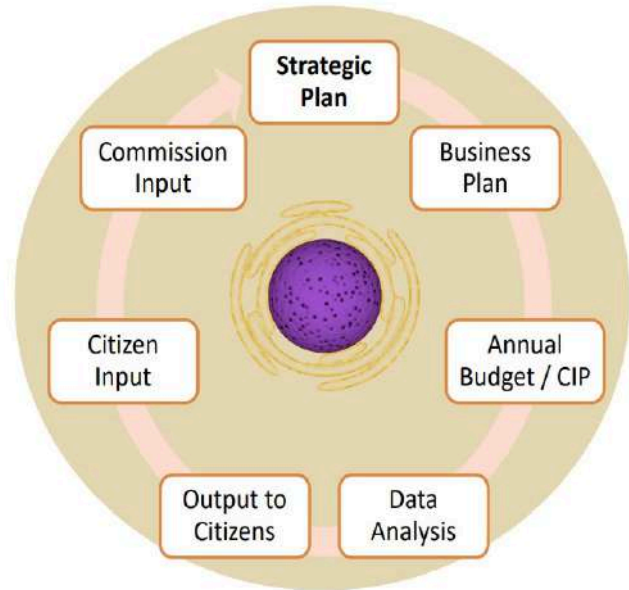 Strategic
Plan
Business
Plan
Annual
Budget / CIP
Data
Analysis
Output to
Citizens
Citizen
Input
Commission
Input